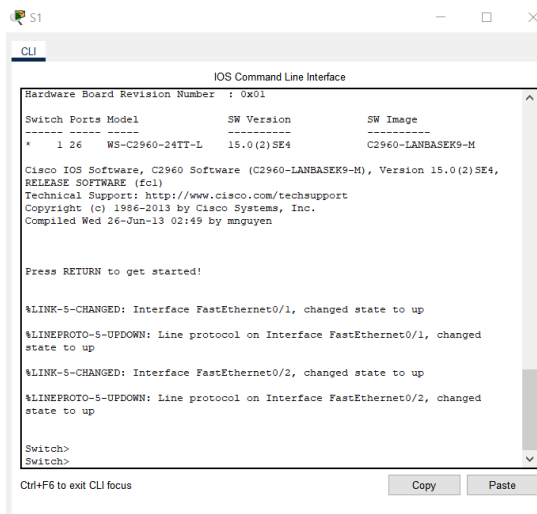 S1
CLI
IOS Command Line Interface
Hardware Board Revision Number  : 0x01
Switch Ports Model              SW Version            SW Image
------ ----- -----              ----------            ----------
*    1 26    WS-C2960-24TT-L    15.0(2)SE4            C2960-LANBASEK9-M
Cisco IOS Software, C2960 Software (C2960-LANBASEK9-M), Version 15.0(2)SE4,
RELEASE SOFTWARE (fc1)
Technical Support: http://www.cisco.com/techsupport
Copyright (c) 1986-2013 by Cisco Systems, Inc.
Compiled Wed 26-Jun-13 02:49 by mnguyen
Press RETURN to get started!
%LINK-5-CHANGED: Interface FastEthernet0/1, changed state to up
%LINEPROTO-5-UPDOWN: Line protocol on Interface FastEthernet0/1, changed
state to up
%LINK-5-CHANGED: Interface FastEthernet0/2, changed state to up
%LINEPROTO-5-UPDOWN: Line protocol on Interface FastEthernet0/2, changed
state to up
Switch>
Switch>
Ctrl+F6 to exit CLI focus
Copy
Paste